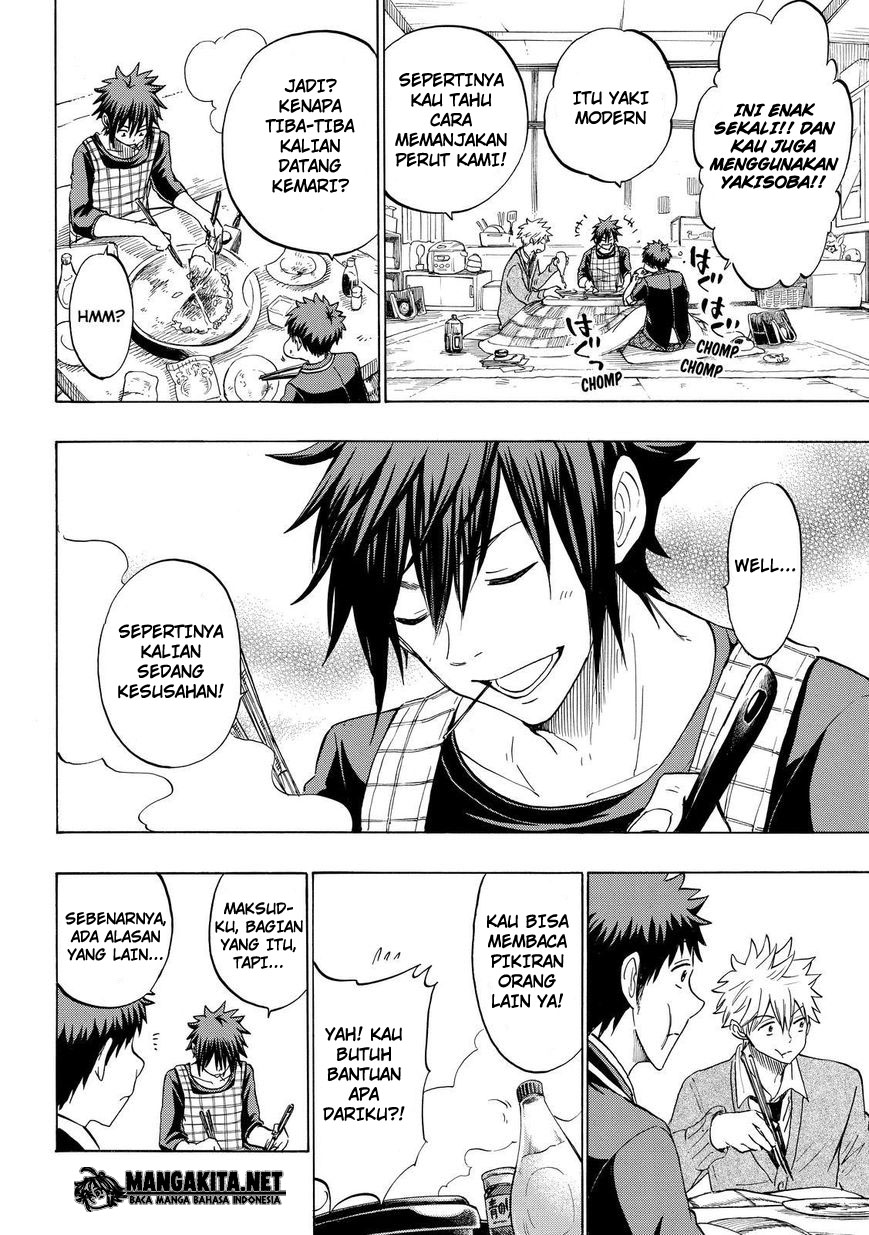 INI ENAK
SEKALI!! DAN
KAU JUGA
MENGGUNAKAN
YAKISOBA!!
ITU YAKI
MODERN
SEPERTINYA
KAU TAHU
CARA
MEMANJAKAN
PERUT KAMI!
はぐ
はぐ
CHOMP
CHOMP
はぐっ
CHOMP
JADI?
KENAPA
TIBA-TIBA
KALIAN
DATANG
KEMARI?
HMM?
WELL...
SEPERTINYA
KALIAN
SEDANG
KESUSAHAN!
KAU BISA
MEMBACA
PIKIRAN
ORANG
LAIN YA!
YAH! KAU
BUTUH
BANTUAN
APA
DARIKU?!
MAKSUD-
KU, BAGIAN
YANG ITU,
TAPI...
SEBENARNYA,
ADA ALASAN
YANG LAIN...
MANGAKITA.NET
BACA MANGA BAHASA INDONESIA